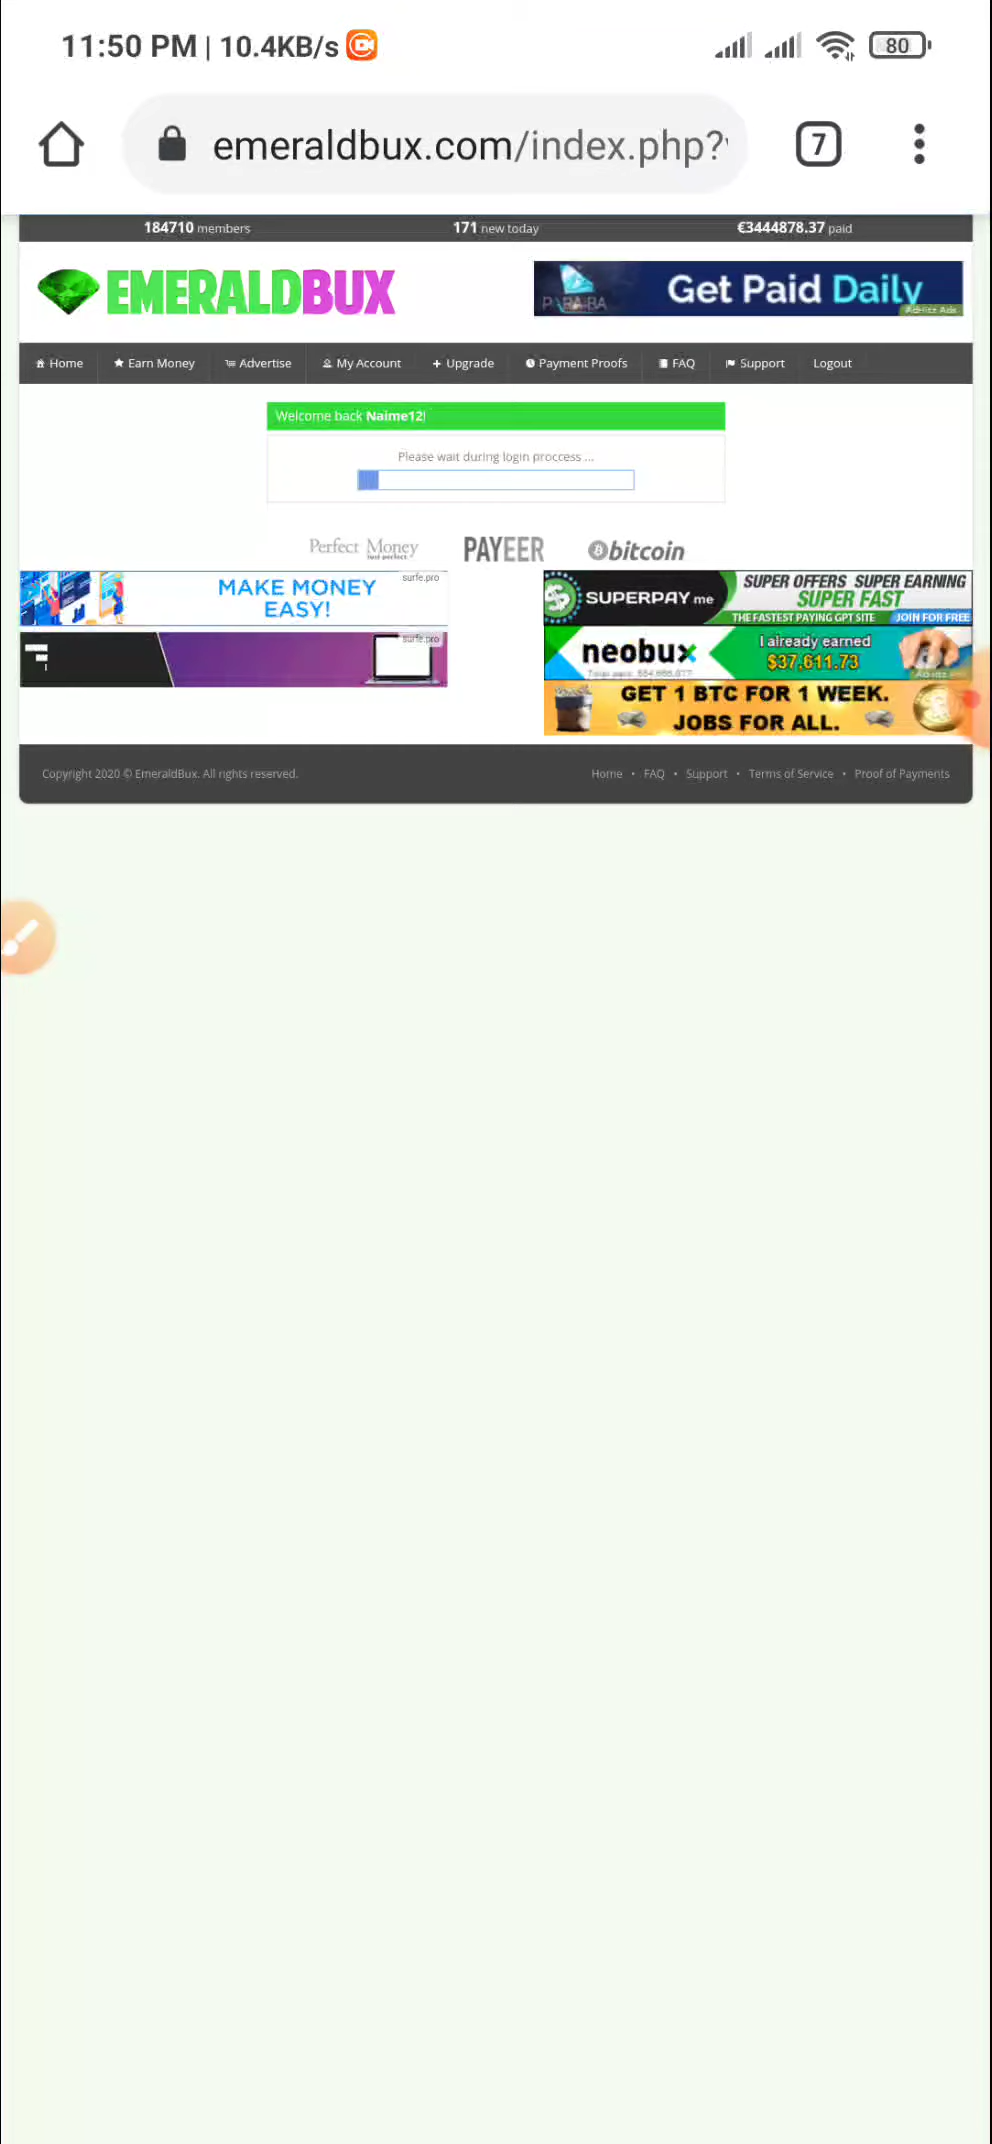 11:50 PM | 10.4KB/s
80
emeraldbux.com/index.php?
7
184710 members 171 new today €3444878.37 paid
EMERALDBUX
PARAIBA Get Paid Daily
Home Earn Money Advertise My Account + Upgrade Payment Proofs FAQ Support Logout
Welcome back Naime12!
Please wait during login proccess ...
Perfect Money
just perfect
PAYEER
bitcoin
MAKE MONEY
EASY!
surfe.pro
surfe.pro
SUPERPAY.me
SUPER OFFERS SUPER EARNING
SUPER FAST
THE FASTEST PAYING GPT SITE JOIN FOR FREE
neobux
I already earned
$37,611.73
GET 1 BTC FOR 1 WEEK.
JOBS FOR ALL.
Copyright 2020 © EmeraldBux. All rights reserved.
Home • FAQ • Support • Terms of Service • Proof of Payments